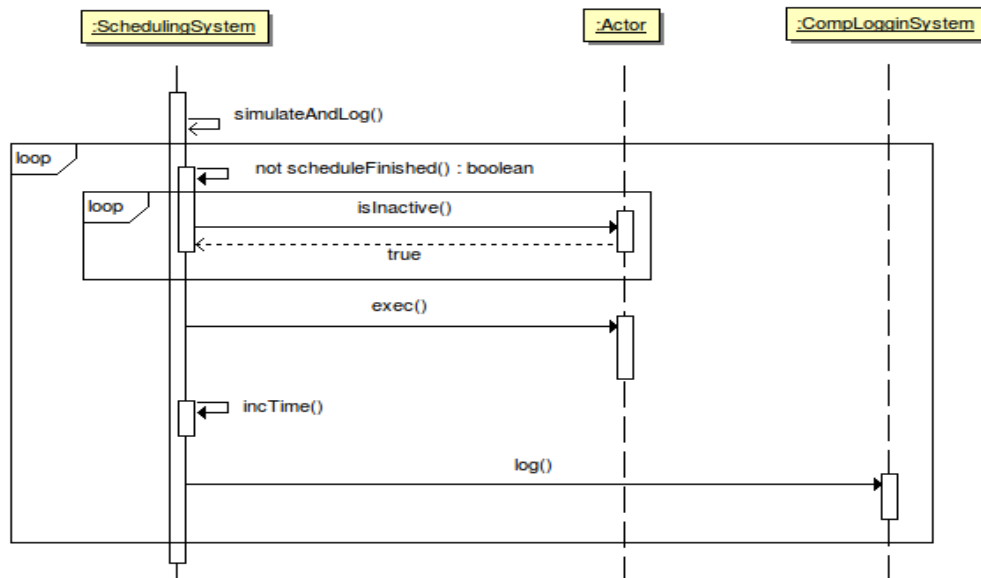 :SchedulingSystem
:Actor
:CompLogginSystem
simulateAndLog()
loop
not scheduleFinished() : boolean
loop
isInactive()
true
exec()
incTime()
log()